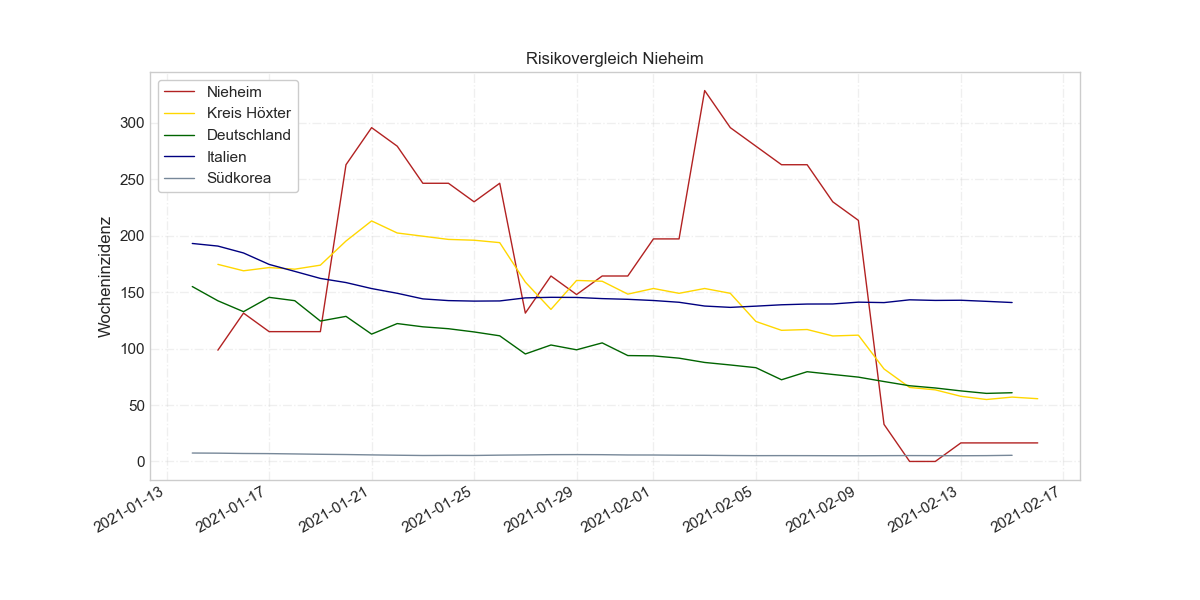 Risikovergleich Nieheim
Nieheim
Kreis Höxter
Deutschland
Italien
Südkorea
Wocheninzidenz
300
250
200
150
100
50
0
2021-01-13
2021-01-17
2021-01-21
2021-01-25
2021-01-29
2021-02-01
2021-02-05
2021-02-09
2021-02-13
2021-02-17